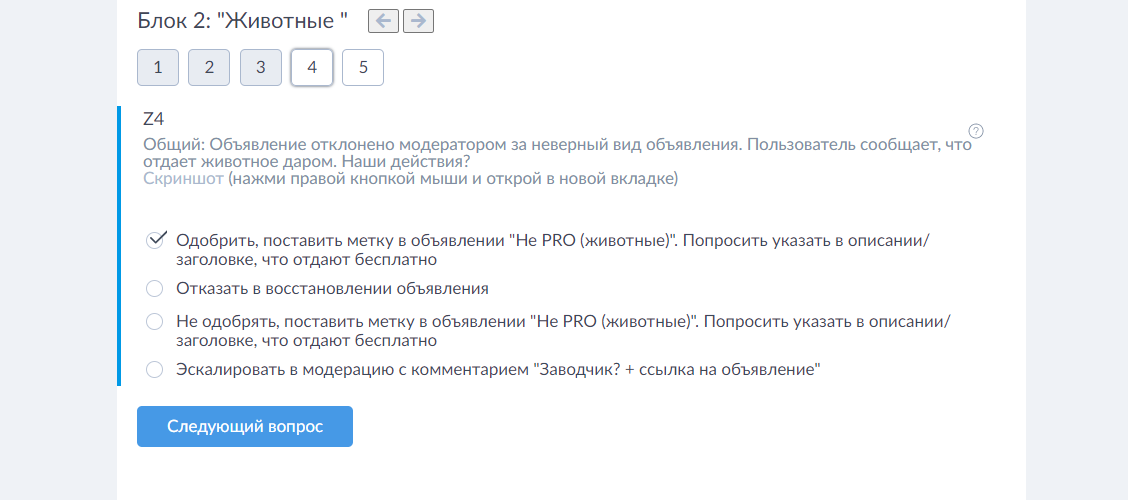 Блок 2: "Животные "
1 2 3 4 5
Z4
?
Общий: Объявление отклонено модератором за неверный вид объявления. Пользователь сообщает, что
отдает животное даром. Наши действия?
Скриншот (нажми правой кнопкой мыши и открой в новой вкладке)
Одобрить, поставить метку в объявлении "Не PRO (животные)". Попросить указать в описании/
заголовке, что отдают бесплатно
Отказать в восстановлении объявления
Не одобрять, поставить метку в объявлении "Не PRO (животные)". Попросить указать в описании/
заголовке, что отдают бесплатно
Эскалировать в модерацию с комментарием "Заводчик? + ссылка на объявление"
Следующий вопрос